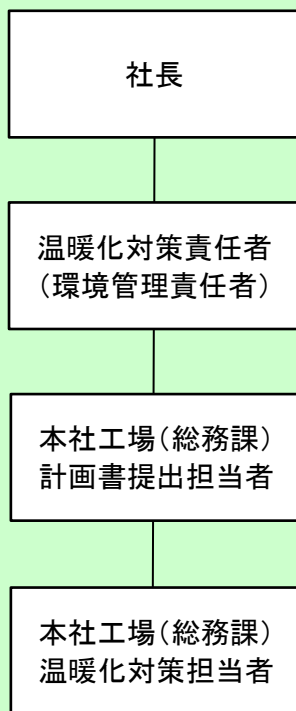 社長
温暖化対策責任者
（環境管理責任者）
本社工場（総務課）
計画書提出担当者
本社工場（総務課）
温暖化対策担当者